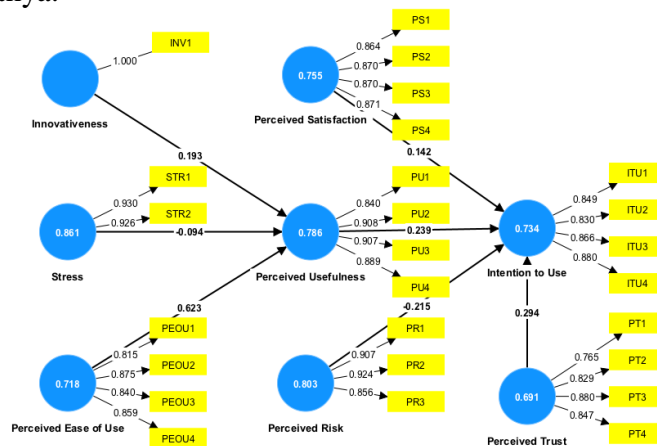 nya.
INV1
1.000
Innovativeness
0.193
STR1
STR2
0.930
0.926
0.861
-0.094
Stress
0.623
PEOU1
PEOU2
PEOU3
PEOU4
0.815
0.875
0.840
0.859
0.718
Perceived Ease of Use
PS1
PS2
PS3
PS4
0.864
0.870
0.870
0.871
0.755
Perceived Satisfaction
0.142
PU1
PU2
PU3
PU4
0.840
0.908
0.907
0.889
0.786
0.239
Perceived Usefulness
-0.215
PR1
PR2
PR3
0.907
0.924
0.856
0.803
Perceived Risk
ITU1
ITU2
ITU3
ITU4
0.849
0.830
0.866
0.880
0.734
Intention to Use
0.294
PT1
PT2
PT3
PT4
0.765
0.829
0.880
0.847
0.691
Perceived Trust